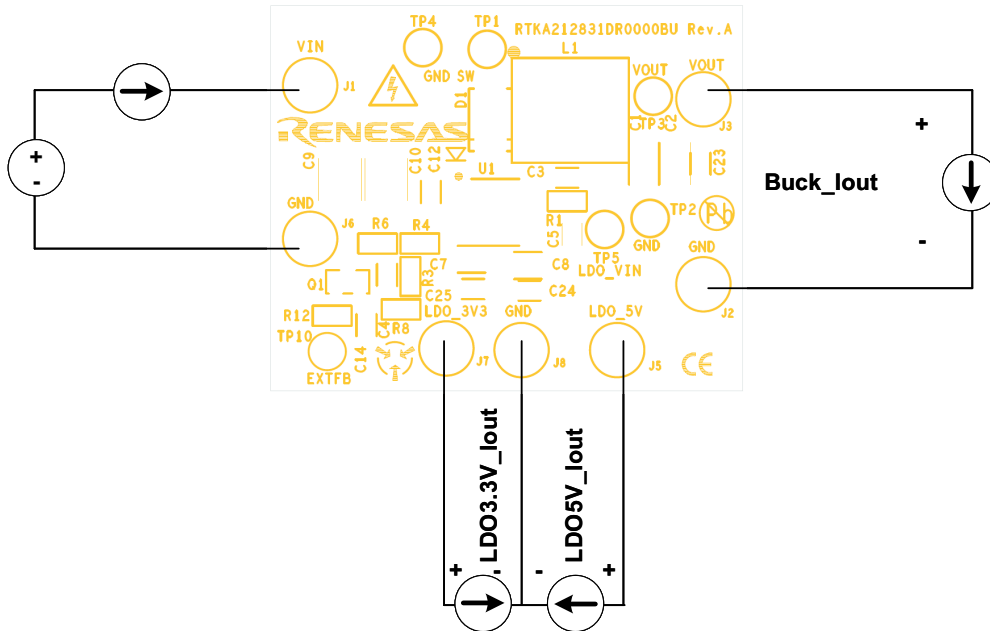 TP4
TP1
RTKA212831DR0000BU Rev.A
VIN
L1
VOUT
VOUT
GND
SW
J1
D1
C1
C2
TP3
J3
RENESAS
C9
C10
C12
U1
C3
C23
Buck_Iout
+
-
+
-
GND
J6
R6
R4
R1
C5
TP2
Pb
GND
GND
TP5
LDO_VIN
Q1
C7
R3
C8
C25
C24
R12
R8
C4
LDO_3V3
GND
LDO_5V
J2
TP10
C14
EXTFB
J7
J8
J5
CE
LDO3.3V_Iout
LDO5V_Iout
+
-
-
+